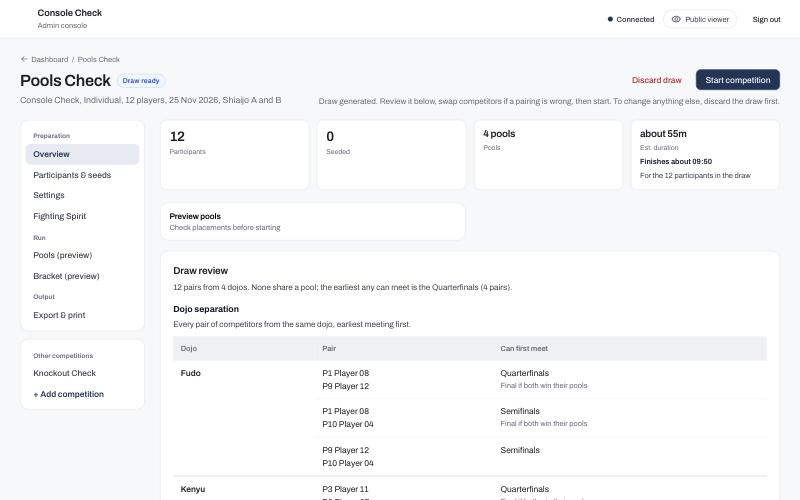 Console Check
Admin console
Connected
Public viewer
Sign out
← Dashboard / Pools Check
Pools Check
Draw ready
Discard draw
Start competition
Console Check, Individual, 12 players, 25 Nov 2026, Shiaijo A and B
Draw generated. Review it below, swap competitors if a pairing is wrong, then start. To change anything else, discard the draw first.
Preparation
Overview
Participants & seeds
Settings
Fighting Spirit
Run
Pools (preview)
Bracket (preview)
Output
Export & print
Other competitions
Knockout Check
+ Add competition
12
Participants
0
Seeded
4 pools
Pools
about 55m
Est. duration
Finishes about 09:50
For the 12 participants in the draw
Preview pools
Check placements before starting
Draw review
12 pairs from 4 dojos. None share a pool; the earliest any can meet is the Quarterfinals (4 pairs).
Dojo separation
Every pair of competitors from the same dojo, earliest meeting first.
Dojo Pair Can first meet
Fudo P1 Player 08 Quarterfinals
P9 Player 12 Final if both win their pools
P1 Player 08 Semifinals
P10 Player 04
P9 Player 12 Semifinals
P10 Player 04
Kenyu P3 Player 11 Quarterfinals